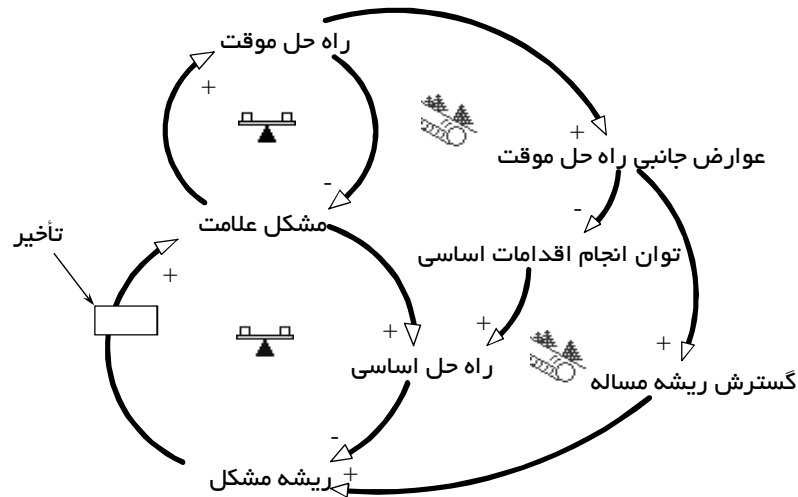 راه حل موقت
+
+
عوارض جانبی راه حل موقت
-
-
مشکل علامت
توان انجام اقدامات اساسی
تأخیر
+
+
+
+
راه حل اساسی
گسترش ریشه مساله
-
ریشه مشکل
+